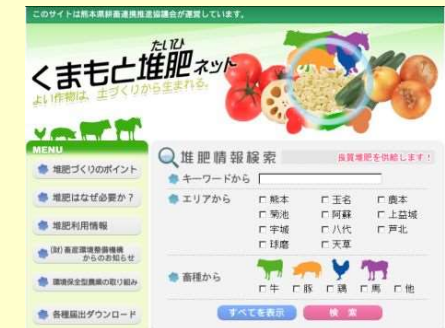 このサイトは熊本県耕畜連携推進協議会が運営しています。
たいひ
くまもと堆肥ネット
よい作物は、土づくりから生まれる。
MENU
堆肥づくりのポイント
堆肥はなぜ必要か？
堆肥利用情報
(財)畜産環境整備機構
からのお知らせ
環境保全型農業の取り組み
各種届出ダウンロード
堆肥情報検索 良質堆肥を供給します！
キーワードから
エリアから
熊本 玉名 鹿本
菊池 阿蘇 上益城
宇城 八代 芦北
球磨 天草
畜種から
牛 豚 鶏 馬 他
すべてを表示 検 索